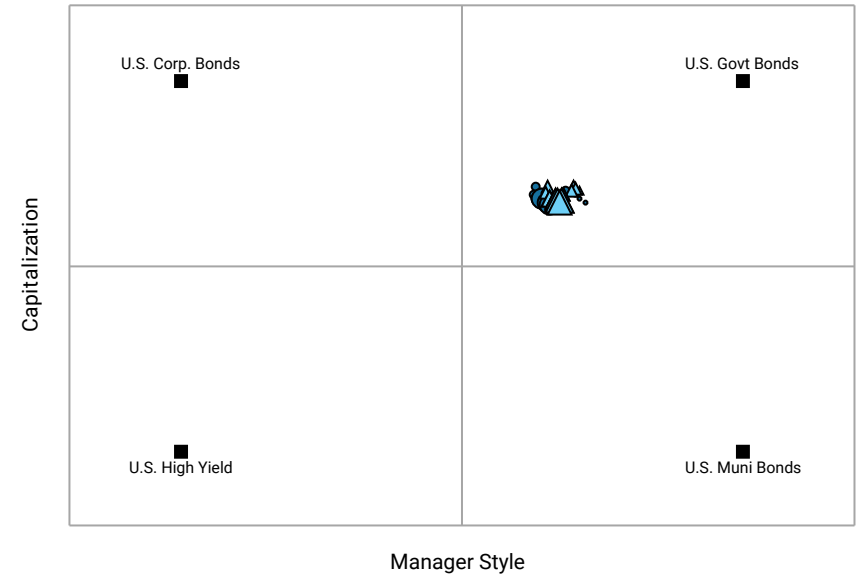 U.S. Corp. Bonds
U.S. Govt Bonds
Capitalization
U.S. High Yield
U.S. Muni Bonds
Manager Style